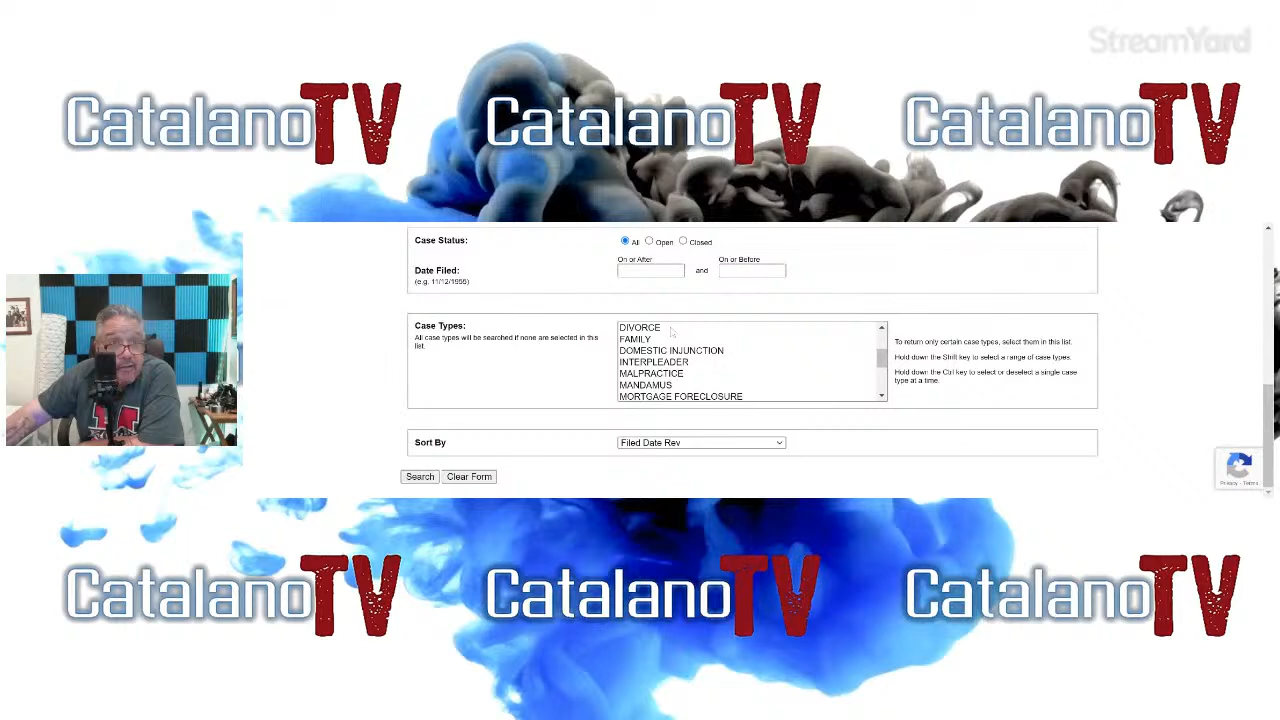 StreamYard
CatalanoTV CatalanoTV CatalanoTV
Case Status:
All Open Closed
On or After On or Before
Date Filed:
and
(e.g. 11/12/1955)
Case Types:
All case types will be searched if none are selected in this
list.
DIVORCE
FAMILY
DOMESTIC INJUNCTION
INTERPLEADER
MALPRACTICE
MANDAMUS
MORTGAGE FORECLOSURE
To return only certain case types, select them in this list.
Hold down the Shift key to select a range of case types.
Hold down the Ctrl key to select or deselect a single case
type at a time.
Sort By
Filed Date Rev
Search Clear Form
Privacy - Terms
CatalanoTV CatalanoTV CatalanoTV